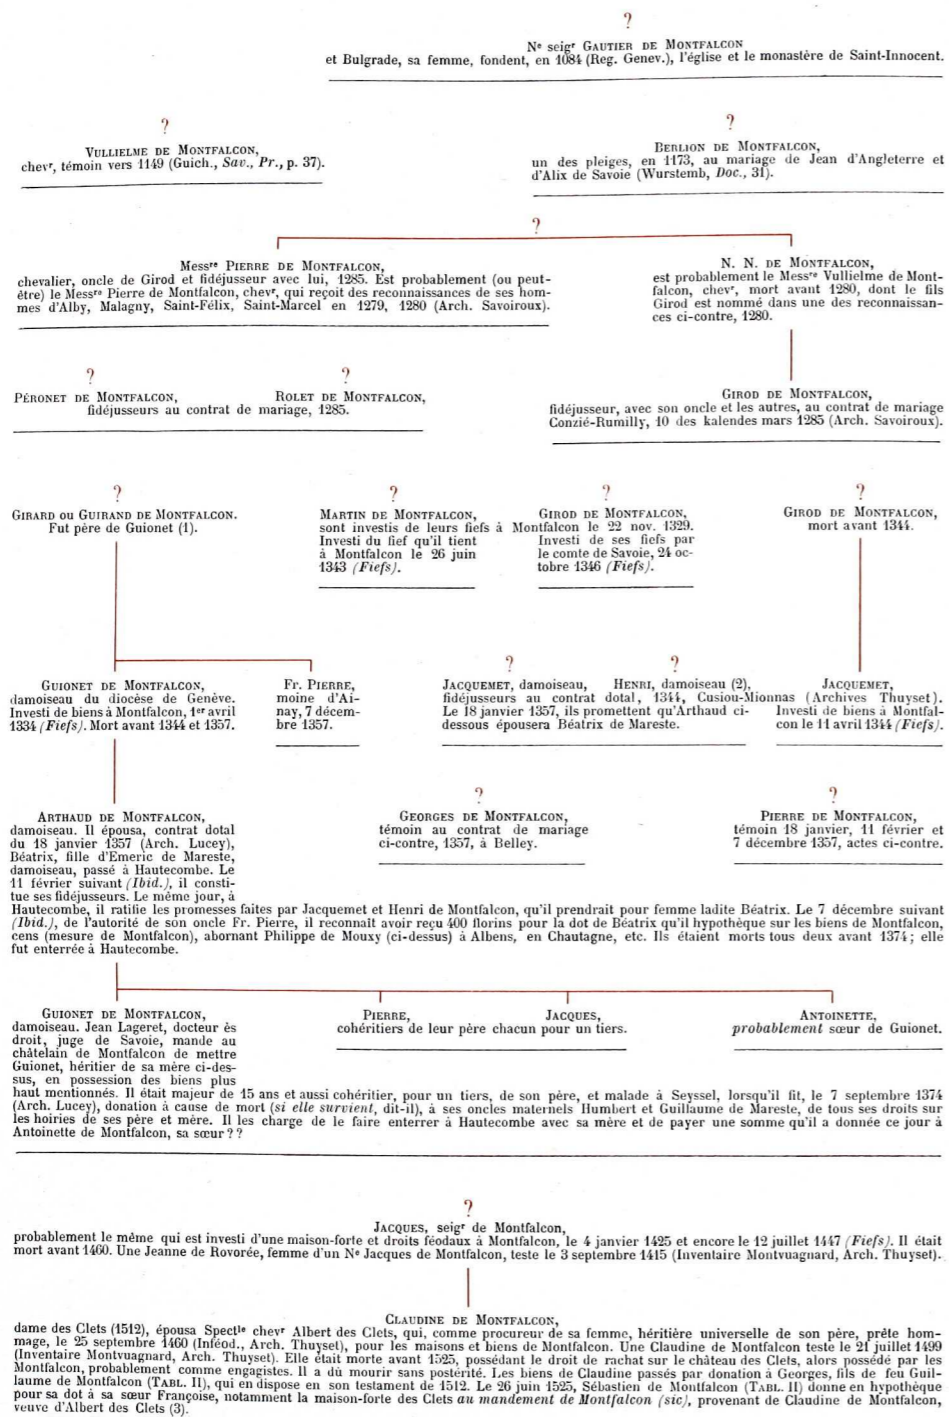 ?
Nᵉ seigʳ GAUTIER DE MONTFALCON
et Bulgrade, sa femme, fondent, en 1084 (Reg. Genev.), l'église et le monastère de Saint-Innocent.
?
VULLIELME DE MONTFALCON,
chevʳ, témoin vers 1149 (Guich., Sav., Pr., p. 37).
?
BERLION DE MONTFALCON,
un des pleiges, en 1173, au mariage de Jean d'Angleterre et
d'Alix de Savoie (Wurstemb, Doc., 31).
?
Messʳᵉ PIERRE DE MONTFALCON,
chevalier, oncle de Girod et fidéjusseur avec lui, 1285. Est probablement (ou peut-
être) le Messʳᵉ Pierre de Montfalcon, chevʳ, qui reçoit des reconnaissances de ses hom-
mes d'Alby, Malagny, Saint-Félix, Saint-Marcel en 1279, 1280 (Arch. Savoiroux).
N. N. DE MONTFALCON,
est probablement le Messʳᵉ Vullielme de Mont-
falcon, chevʳ, mort avant 1280, dont le fils
Girod est nommé dans une des reconnaissan-
ces ci-contre, 1280.
? ?
PÉRONET DE MONTFALCON, ROLET DE MONTFALCON,
fidéjusseurs au contrat de mariage, 1285.
GIROD DE MONTFALCON,
fidéjusseur, avec son oncle et les autres, au contrat de mariage
Conzié-Rumilly, 10 des kalendes mars 1285 (Arch. Savoiroux).
?
GIRARD OU GUIRAND DE MONTFALCON.
Fut père de Guionet (1).
? ?
MARTIN DE MONTFALCON, GIROD DE MONTFALCON,
sont investis de leurs fiefs à Montfalcon le 22 nov. 1329.
Investi du fief qu'il tient
à Montfalcon le 26 juin
1343 (Fiefs).
Investi de ses fiefs par
le comte de Savoie, 24 oc-
tobre 1346 (Fiefs).
?
GIROD DE MONTFALCON,
mort avant 1344.
GUIONET DE MONTFALCON,
damoiseau du diocèse de Genève.
Investi de biens à Montfalcon, 1ᵉʳ avril
1334 (Fiefs). Mort avant 1344 et 1357.
Fr. PIERRE,
moine d'Ai-
nay, 7 décem-
bre 1357.
? ?
JACQUEMET, damoiseau, HENRI, damoiseau (2),
fidéjusseurs au contrat dotal, 1344, Cusiou-Mionnas (Archives Thuyset).
Le 18 janvier 1357, ils promettent qu'Arthaud ci-
dessous épousera Béatrix de Mareste.
JACQUEMET,
Investi de biens à Montfal-
con le 11 avril 1344 (Fiefs).
ARTHAUD DE MONTFALCON,
damoiseau. Il épousa, contrat dotal
du 18 janvier 1357 (Arch. Lucey),
Béatrix, fille d'Emeric de Mareste,
damoiseau, passé à Hautecombe. Le
11 février suivant (Ibid.), il consti-
tue ses fidéjusseurs. Le même jour, à
Hautecombe, il ratifie les promesses faites par Jacquemet et Henri de Montfalcon, qu'il prendrait pour femme ladite Béatrix. Le 7 décembre suivant
(Ibid.), de l'autorité de son oncle Fr. Pierre, il reconnaît avoir reçu 400 florins pour la dot de Béatrix qu'il hypothèque sur les biens de Montfalcon,
cens (mesure de Montfalcon), abornant Philippe de Mouxy (ci-dessus) à Albens, en Chautagne, etc. Ils étaient morts tous deux avant 1374; elle
fut enterrée à Hautecombe.
?
GEORGES DE MONTFALCON,
témoin au contrat de mariage
ci-contre, 1357, à Belley.
?
PIERRE DE MONTFALCON,
témoin 18 janvier, 11 février et
7 décembre 1357, actes ci-contre.
GUIONET DE MONTFALCON,
damoiseau. Jean Lageret, docteur ès
droit, juge de Savoie, mande au
châtelain de Montfalcon de mettre
Guionet, héritier de sa mère ci-des-
sus, en possession des biens plus
haut mentionnés. Il était majeur de 15 ans et aussi cohéritier, pour un tiers, de son père, et malade à Seyssel, lorsqu'il fit, le 7 septembre 1374
(Arch. Lucey), donation à cause de mort (si elle survient, dit-il), à ses oncles maternels Humbert et Guillaume de Mareste, de tous ses droits sur
les hoiries de ses père et mère. Il les charge de le faire enterrer à Hautecombe avec sa mère et de payer une somme qu'il a donnée ce jour à
Antoinette de Montfalcon, sa sœur??
PIERRE, JACQUES,
cohéritiers de leur père chacun pour un tiers.
ANTOINETTE,
probablement sœur de Guionet.
?
JACQUES, seigʳ de Montfalcon,
probablement le même qui est investi d'une maison-forte et droits féodaux à Montfalcon, le 4 janvier 1425 et encore le 12 juillet 1447 (Fiefs). Il était
mort avant 1460. Une Jeanne de Rovorée, femme d'un Nᵉ Jacques de Montfalcon, teste le 3 septembre 1415 (Inventaire Montvuagnard, Arch. Thuyset).
CLAUDINE DE MONTFALCON,
dame des Clets (1512), épousa Spectˡᵉ chevʳ Albert des Clets, qui, comme procureur de sa femme, héritière universelle de son père, prête hom-
mage, le 25 septembre 1460 (Inféod., Arch. Thuyset), pour les maisons et biens de Montfalcon. Une Claudine de Montfalcon teste le 21 juillet 1499
(Inventaire Montvuagnard, Arch. Thuyset). Elle était morte avant 1525, possédant le droit de rachat sur le château des Clets, alors possédé par les
Montfalcon, probablement comme engagistes. Il a dû mourir sans postérité. Les biens de Claudine passés par donation à Georges, fils de feu Guil-
laume de Montfalcon (TABL. II), qui en dispose en son testament de 1512. Le 26 juin 1525, Sébastien de Montfalcon (TABL. II) donne en hypothèque
pour sa dot à sa sœur Françoise, notamment la maison-forte des Clets au mandement de Montfalcon (sic), provenant de Claudine de Montfalcon,
veuve d'Albert des Clets (3).